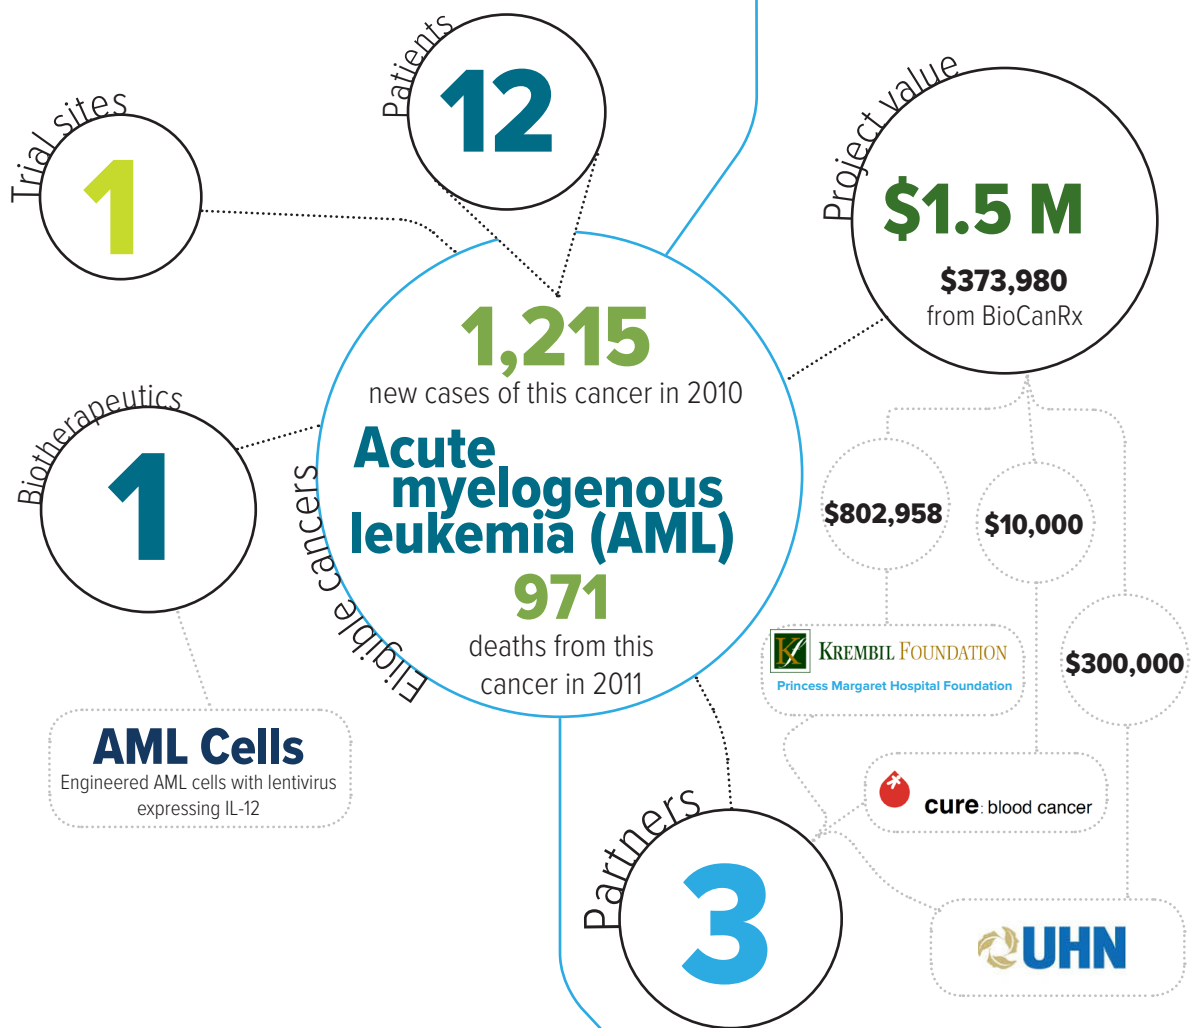 Trial sites
1
Patients
12
Project value
$1.5 M
$373,980
from BioCanRx
1,215
new cases of this cancer in 2010
Acute
myelogenous
leukemia (AML)
971
deaths from this
cancer in 2011
Eligible cancers
Biotherapeutics
1
AML Cells
Engineered AML cells with lentivirus
expressing IL-12
$802,958
$10,000
$300,000
KREMBIL FOUNDATION
Princess Margaret Hospital Foundation
cure: blood cancer
UHN
Partners
3